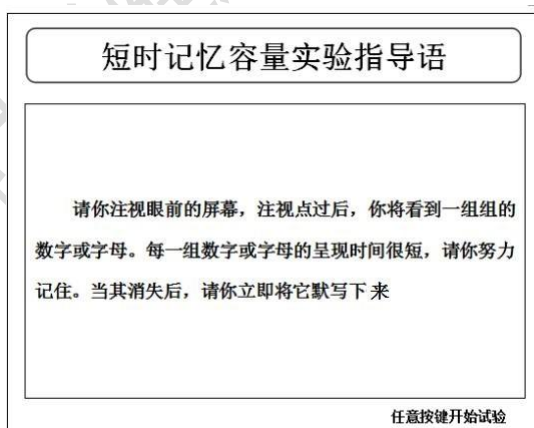 短时记忆容量实验指导语
请你注视眼前的屏幕，注视点过后，你将看到一组组的
数字或字母。每一组数字或字母的呈现时间很短，请你努力
记住。当其消失后，请你立即将它默写下来
任意按键开始试验